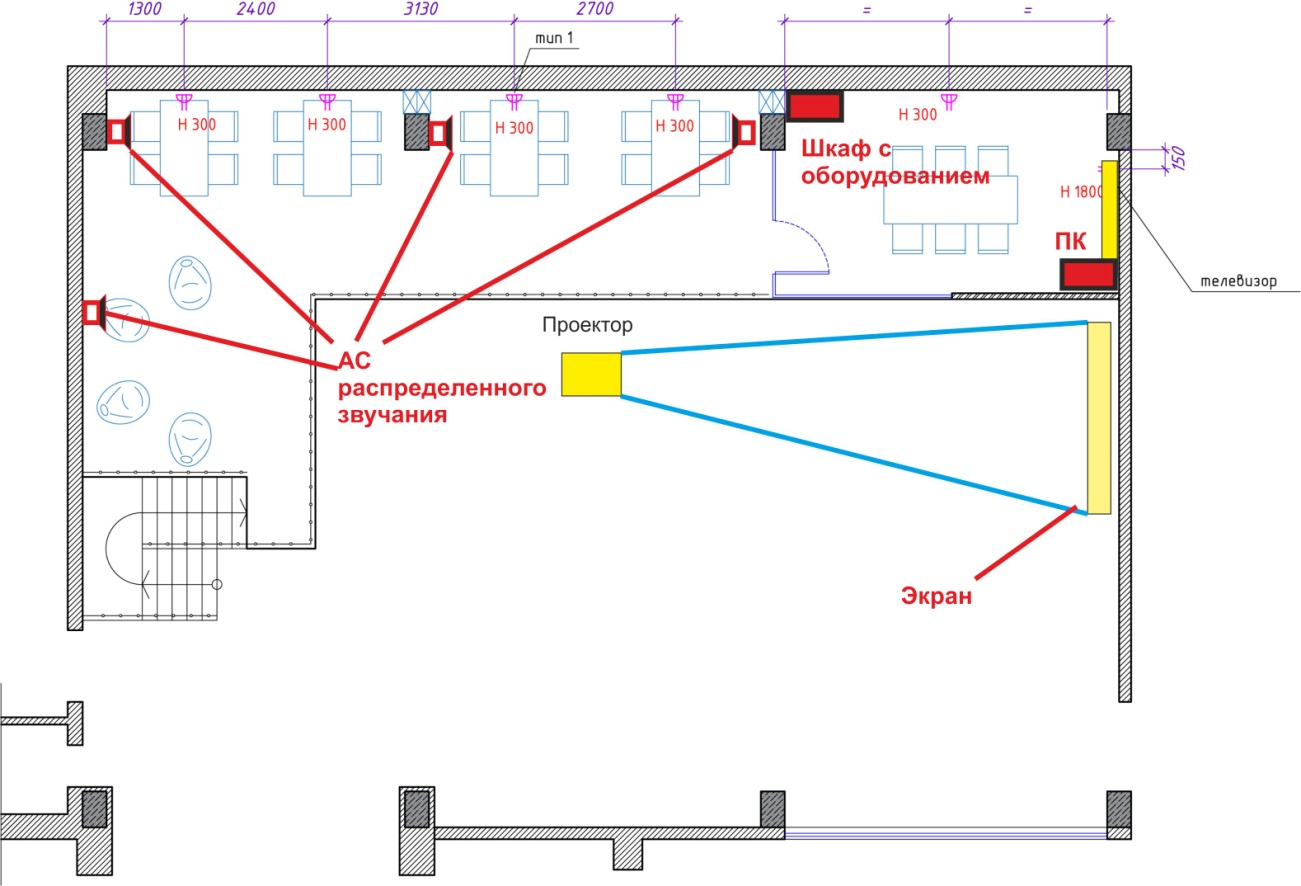 1300 2400 3130 2700 = =
тип 1
H 300 H 300 H 300 H 300 H 300
Шкаф с
оборудованием
150
H 1800
ПК
телевизор
Проектор
АС
распределенного
звучания
Экран